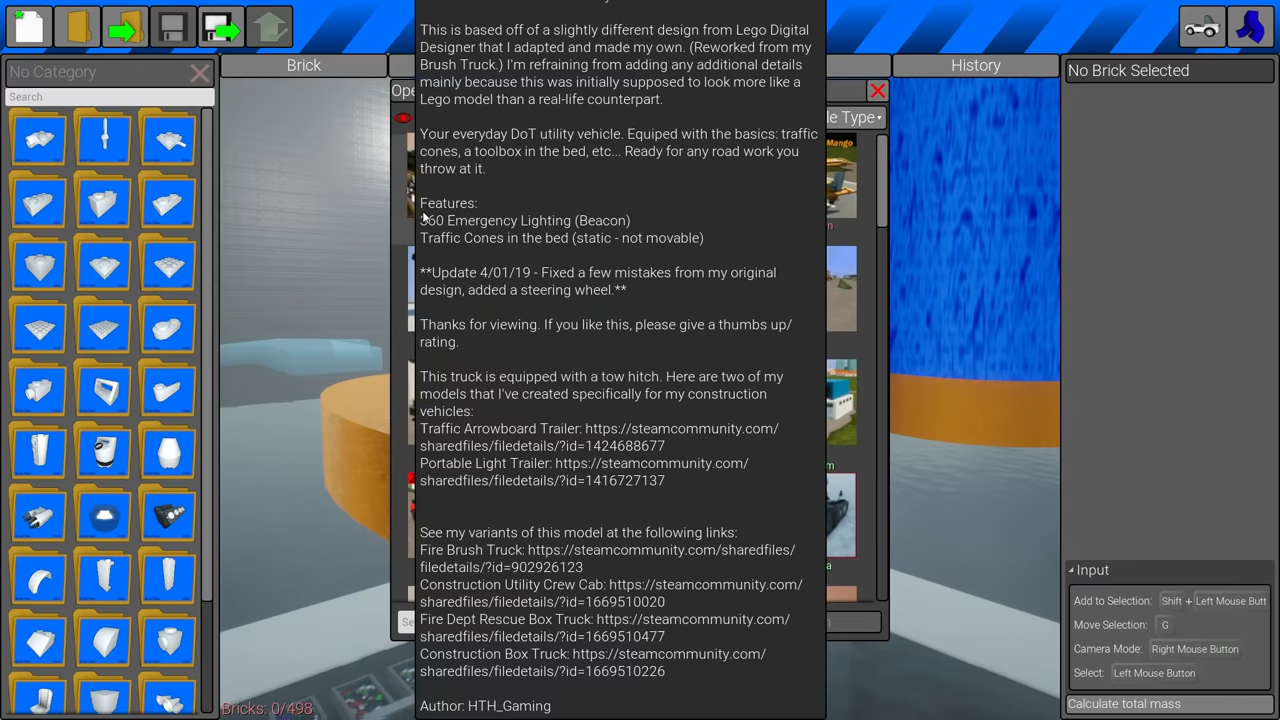 No Category
Search
Brick
History
No Brick Selected
Ope
le Type
Mango
This is based off of a slightly different design from Lego Digital
Designer that I adapted and made my own. (Reworked from my
Brush Truck.) I'm refraining from adding any additional details
mainly because this was initially supposed to look more like a
Lego model than a real-life counterpart.
Your everyday DoT utility vehicle. Equiped with the basics: traffic
cones, a toolbox in the bed, etc... Ready for any road work you
throw at it.
Features:
360 Emergency Lighting (Beacon)
Traffic Cones in the bed (static - not movable)
**Update 4/01/19 - Fixed a few mistakes from my original
design, added a steering wheel.**
Thanks for viewing. If you like this, please give a thumbs up/
rating.
This truck is equipped with a tow hitch. Here are two of my
models that I've created specifically for my construction
vehicles:
Traffic Arrowboard Trailer: https://steamcommunity.com/
sharedfiles/filedetails/?id=1424688677
Portable Light Trailer: https://steamcommunity.com/
sharedfiles/filedetails/?id=1416727137
See my variants of this model at the following links:
Fire Brush Truck: https://steamcommunity.com/sharedfiles/
filedetails/?id=902926123
Construction Utility Crew Cab: https://steamcommunity.com/
sharedfiles/filedetails/?id=1669510020
Fire Dept Rescue Box Truck: https://steamcommunity.com/
sharedfiles/filedetails/?id=1669510477
Construction Box Truck: https://steamcommunity.com/
sharedfiles/filedetails/?id=1669510226
Author: HTH_Gaming
Se
Bricks: 0/498
Input
Add to Selection: Shift + Left Mouse Butt
Move Selection: G
Camera Mode: Right Mouse Button
Select: Left Mouse Button
Calculate total mass